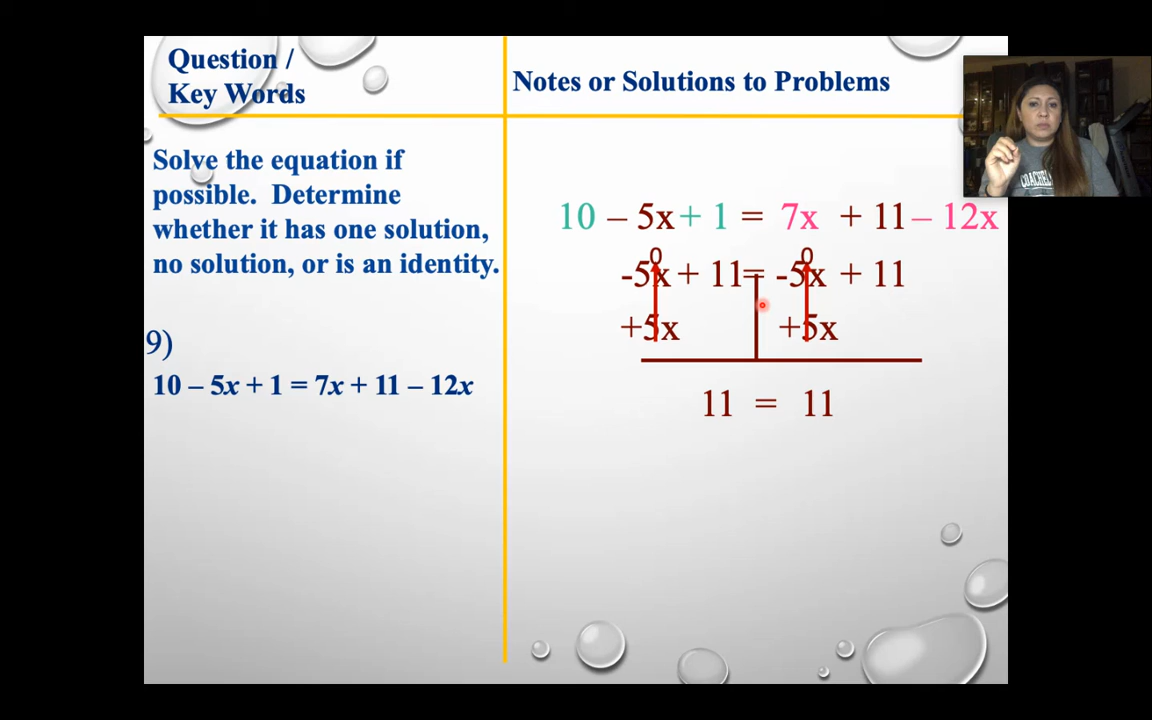 Question /
Key Words
Notes or Solutions to Problems
Solve the equation if
possible. Determine
whether it has one solution,
no solution, or is an identity.
9)
10 – 5x + 1 = 7x + 11 – 12x
10 – 5x + 1 = 7x + 11 – 12x
0 0
-5x + 11 = -5x + 11
+5x +5x
11 = 11